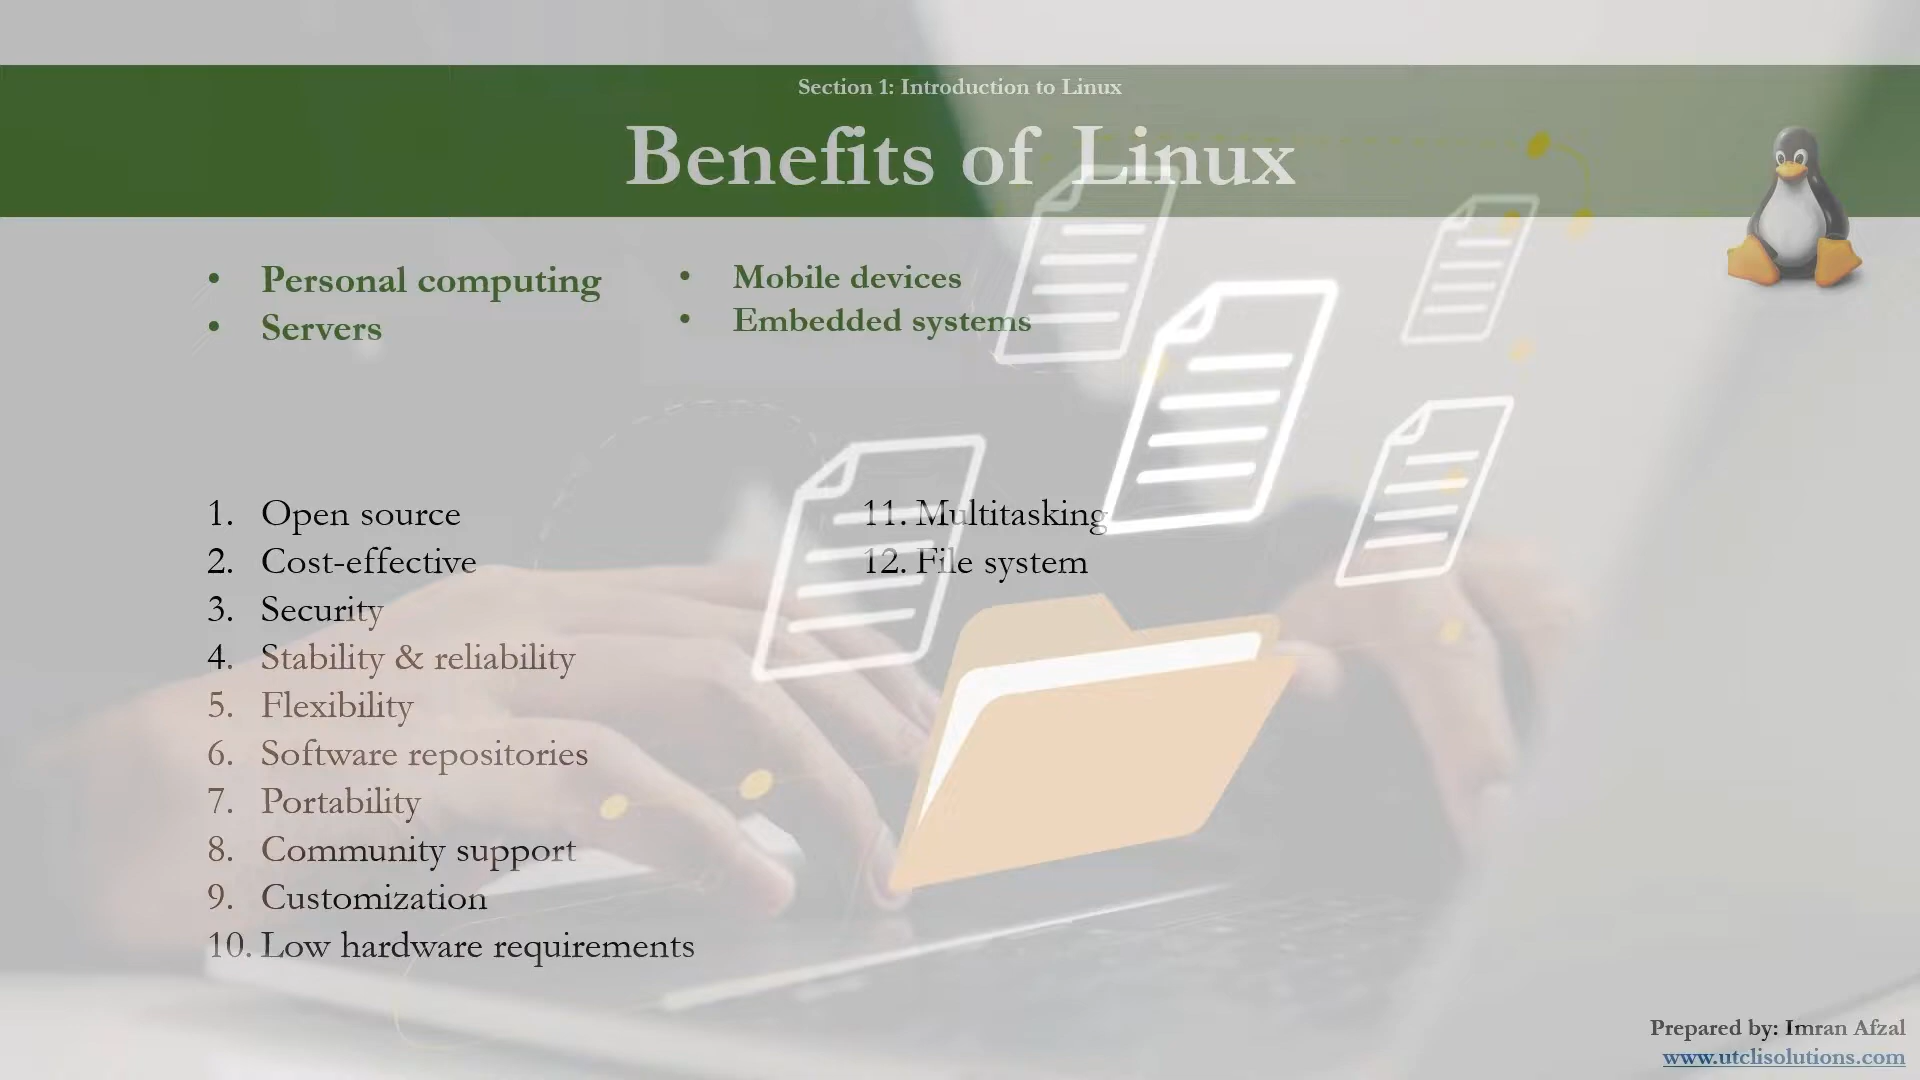 Section 1: Introduction to Linux
Benefits of Linux
• Personal computing
• Servers
• Mobile devices
• Embedded systems
1. Open source
2. Cost-effective
3. Security
4. Stability & reliability
5. Flexibility
6. Software repositories
7. Portability
8. Community support
9. Customization
10. Low hardware requirements
11. Multitasking
12. File system
Prepared by: Imran Afzal
www.utclisolutions.com